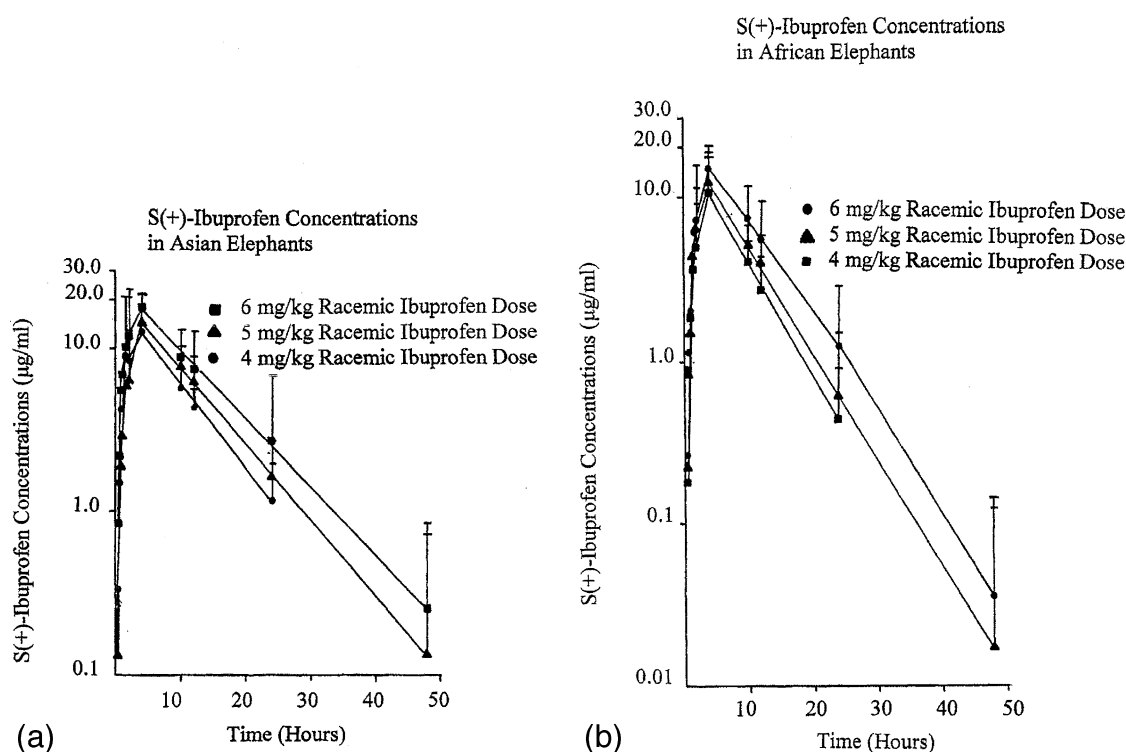 S(+)-Ibuprofen Concentrations
in Asian Elephants
30.0
20.0
10.0
1.0
0.1
S(+)-Ibuprofen Concentrations (µg/ml)
6 mg/kg Racemic Ibuprofen Dose
5 mg/kg Racemic Ibuprofen Dose
4 mg/kg Racemic Ibuprofen Dose
10 20 30 40 50
Time (Hours)
(a)
S(+)-Ibuprofen Concentrations
in African Elephants
30.0
20.0
10.0
1.0
0.1
0.01
S(+)-Ibuprofen Concentrations (µg/ml)
6 mg/kg Racemic Ibuprofen Dose
5 mg/kg Racemic Ibuprofen Dose
4 mg/kg Racemic Ibuprofen Dose
10 20 30 40 50
Time (Hours)
(b)